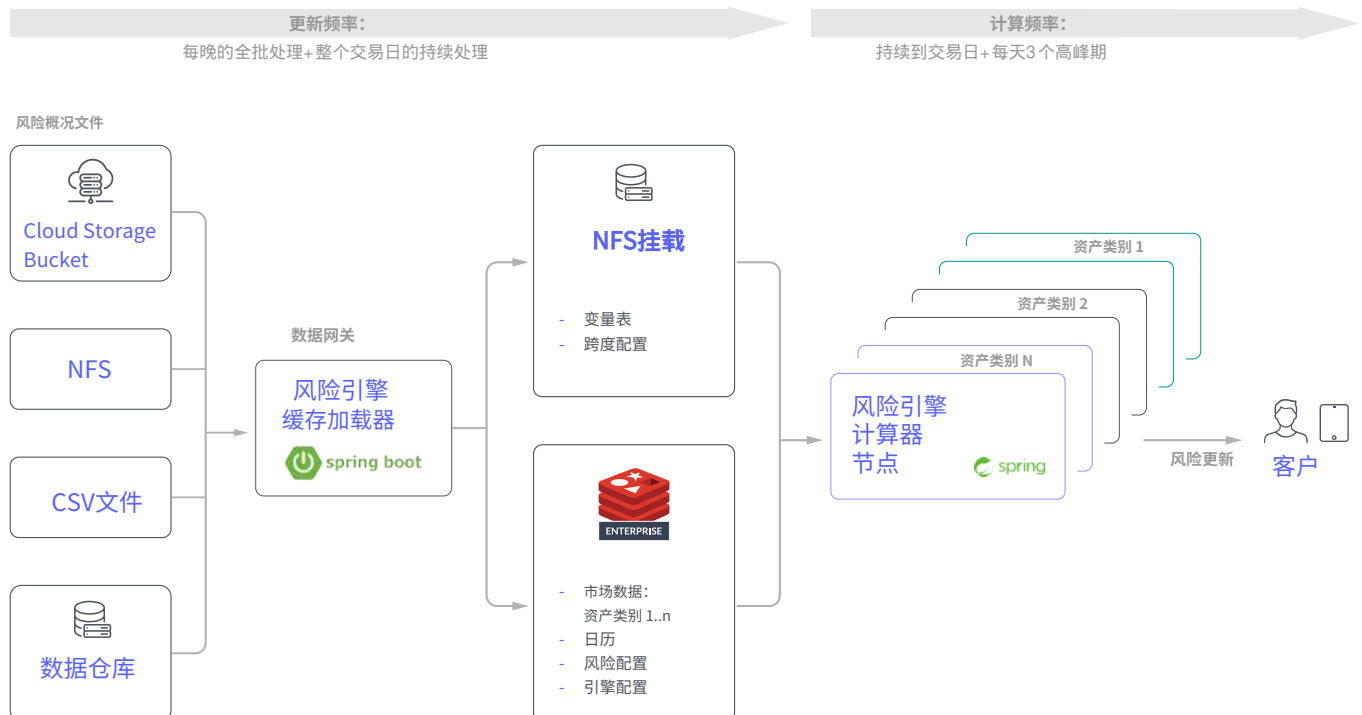 更新频率：
每晚的全批处理+整个交易日的持续处理
计算频率：
持续到交易日+每天3个高峰期
风险概况文件
Cloud Storage
Bucket
NFS
CSV文件
数据仓库
数据网关
风险引擎
缓存加载器
spring boot
NFS挂载
- 变量表
- 跨度配置
ENTERPRISE
- 市场数据：
资产类别 1..n
- 日历
- 风险配置
- 引擎配置
资产类别 1
资产类别 2
资产类别 N
风险引擎
计算器
节点
spring
风险更新
客户